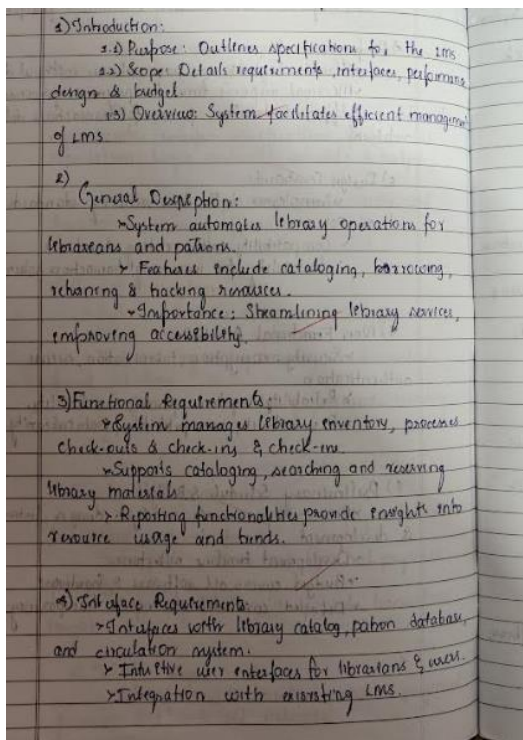 1) Introduction:
1.1) Purpose: Outlines specifications for the LMS
1.2) Scope: Details requirements, interfaces, performance
design & budget.
1.3) Overview: System facilitates efficient management
of LMS
2)
General Description:
→System automates library operations for
librarians and patrons.
→ Features include cataloging, borrowing,
returning & tracking resources.
→Importance: Streamlining library services,
improving accessibility.
3) Functional Requirements:
→System manages library inventory, processes
check-outs & check-ins & check-ins
→Supports cataloging, searching and reserving
library materials
→ Reporting functionalities provide insights into
resource usage and trends.
4) Interface Requirements:
→Interfaces with library catalog, patron database,
and circulation system.
→ Intuitive user interfaces for librarians & users.
→Integration with existing LMS.